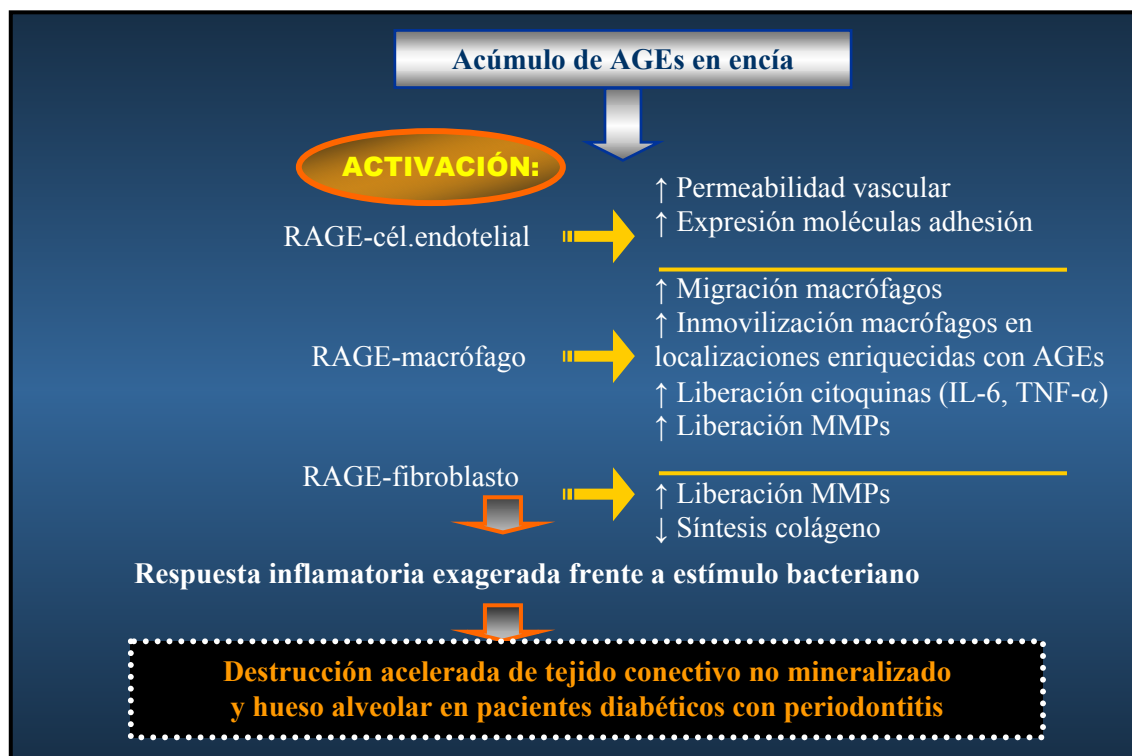 Acúmulo de AGEs en encía
ACTIVACIÓN:
RAGE-cél.endotelial
↑ Permeabilidad vascular
↑ Expresión moléculas adhesión
RAGE-macrófago
↑ Migración macrófagos
↑ Inmovilización macrófagos en
localizaciones enriquecidas con AGEs
↑ Liberación citoquinas (IL-6, TNF-α)
↑ Liberación MMPs
RAGE-fibroblasto
↑ Liberación MMPs
↓ Síntesis colágeno
Respuesta inflamatoria exagerada frente a estímulo bacteriano
Destrucción acelerada de tejido conectivo no mineralizado
y hueso alveolar en pacientes diabéticos con periodontitis